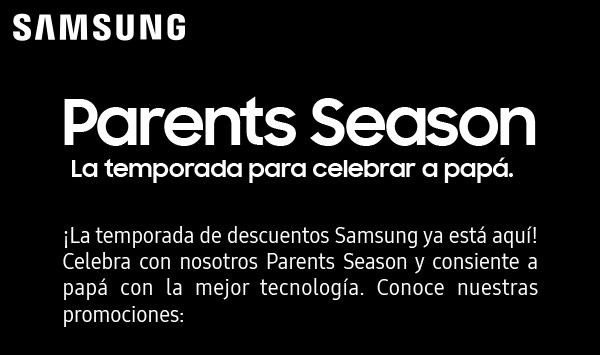 SAMSUNG
Parents Season
La temporada para celebrar a papá.
¡La temporada de descuentos Samsung ya está aquí!
Celebra con nosotros Parents Season y consiente a
papá con la mejor tecnología. Conoce nuestras
promociones: